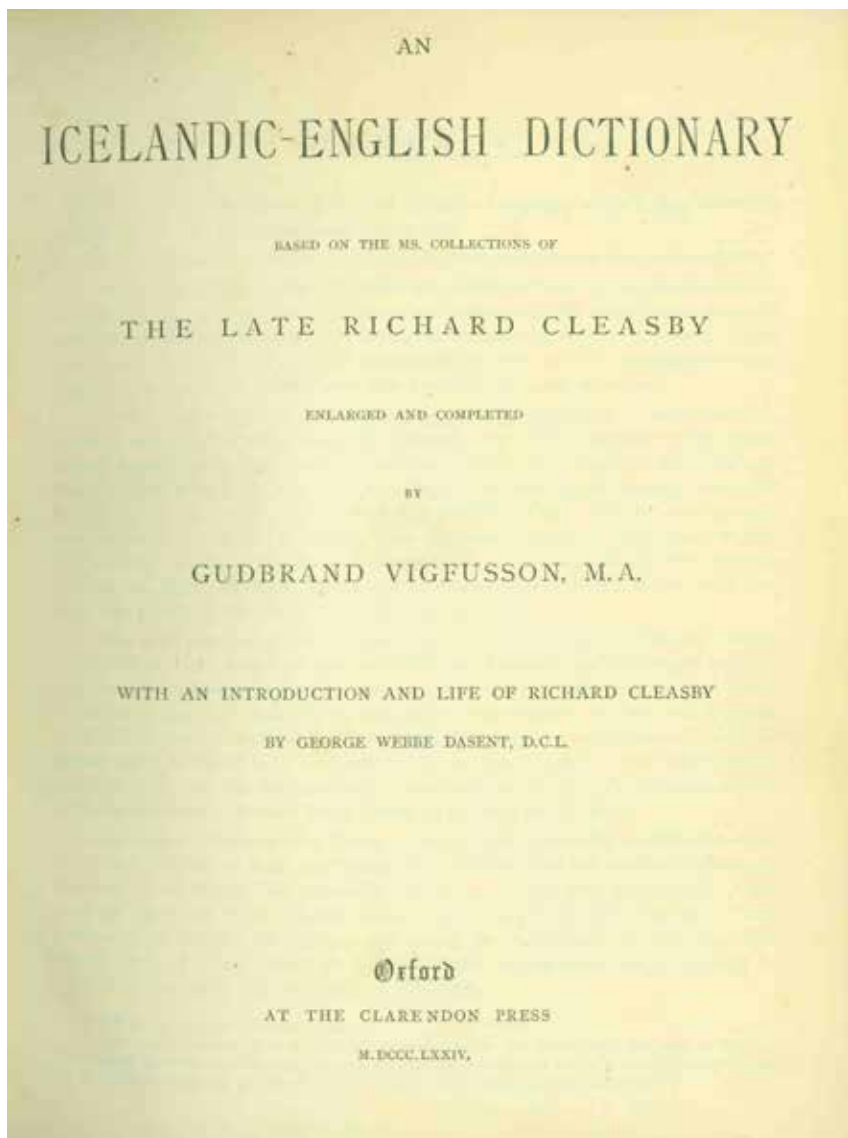 AN
ICELANDIC-ENGLISH DICTIONARY
BASED ON THE MS. COLLECTIONS OF
THE LATE RICHARD CLEASBY
ENLARGED AND COMPLETED
BY
GUDBRAND VIGFUSSON, M.A.
WITH AN INTRODUCTION AND LIFE OF RICHARD CLEASBY
BY GEORGE WEBBE DASENT, D.C.L.
Oxford
AT THE CLARENDON PRESS
M.DCCC.LXXIV.